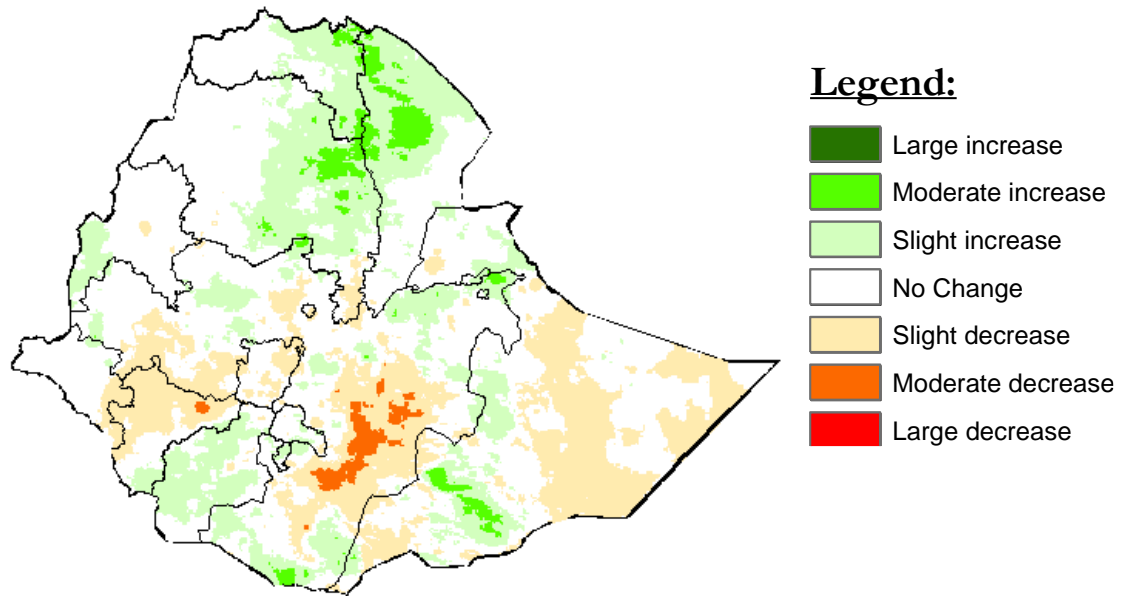 Legend:
Large increase
Moderate increase
Slight increase
No Change
Slight decrease
Moderate decrease
Large decrease